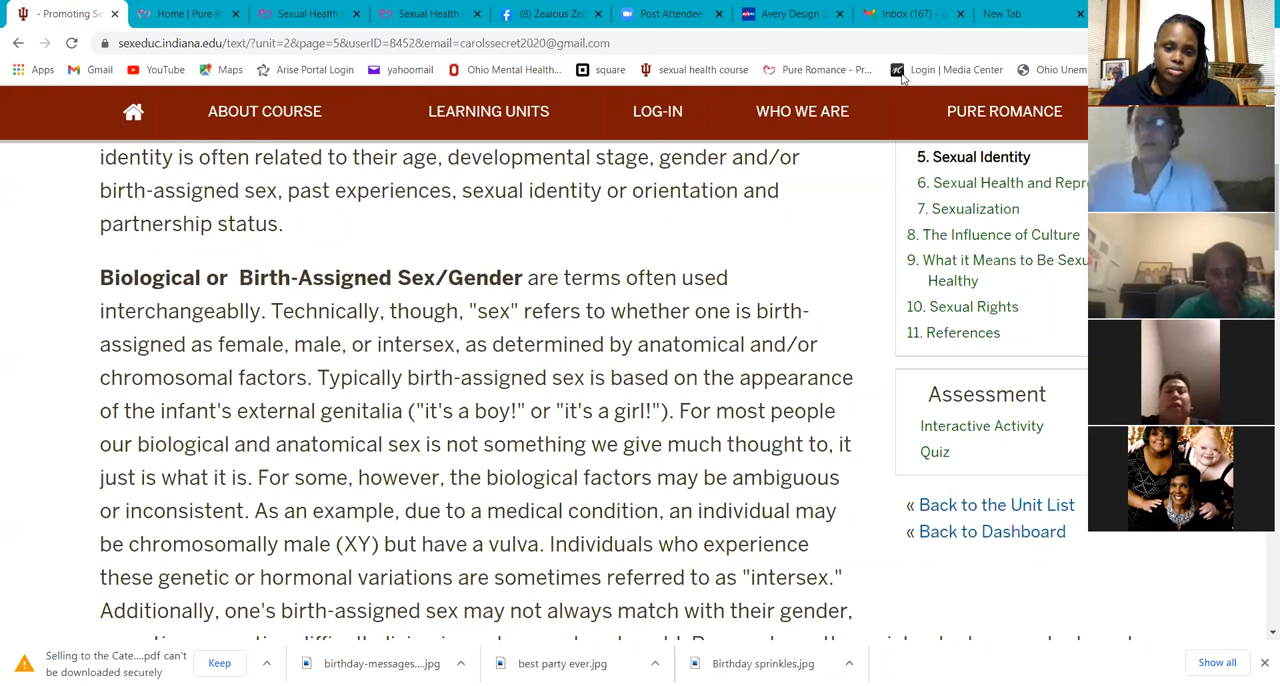 - Promoting Se
Home | Pure R
Sexual Health
Sexual Health
(8) Zealous Zeb
Post Attendee
Avery Design &
Inbox (167) -
New Tab
sexeduc.indiana.edu/text/?unit=2&page=5&userID=8452&email=carolssecret2020@gmail.com
Apps
Gmail
YouTube
Maps
Arise Portal Login
yahoomail
Ohio Mental Health...
square
sexual health course
Pure Romance - Pr...
Login | Media Center
Ohio Unem
ABOUT COURSE
LEARNING UNITS
LOG-IN
WHO WE ARE
PURE ROMANCE
identity is often related to their age, developmental stage, gender and/or
birth-assigned sex, past experiences, sexual identity or orientation and
partnership status.
Biological or Birth-Assigned Sex/Gender are terms often used
interchangeablly. Technically, though, "sex" refers to whether one is birth-
assigned as female, male, or intersex, as determined by anatomical and/or
chromosomal factors. Typically birth-assigned sex is based on the appearance
of the infant's external genitalia ("it's a boy!" or "it's a girl!"). For most people
our biological and anatomical sex is not something we give much thought to, it
just is what it is. For some, however, the biological factors may be ambiguous
or inconsistent. As an example, due to a medical condition, an individual may
be chromosomally male (XY) but have a vulva. Individuals who experience
these genetic or hormonal variations are sometimes referred to as "intersex."
Additionally, one's birth-assigned sex may not always match with their gender,
5. Sexual Identity
6. Sexual Health and Repr
7. Sexualization
8. The Influence of Culture
9. What it Means to Be Sexu
Healthy
10. Sexual Rights
11. References
Assessment
Interactive Activity
Quiz
« Back to the Unit List
« Back to Dashboard
Selling to the Cate....pdf can't
be downloaded securely
Keep
birthday-messages....jpg
best party ever.jpg
Birthday sprinkles.jpg
Show all